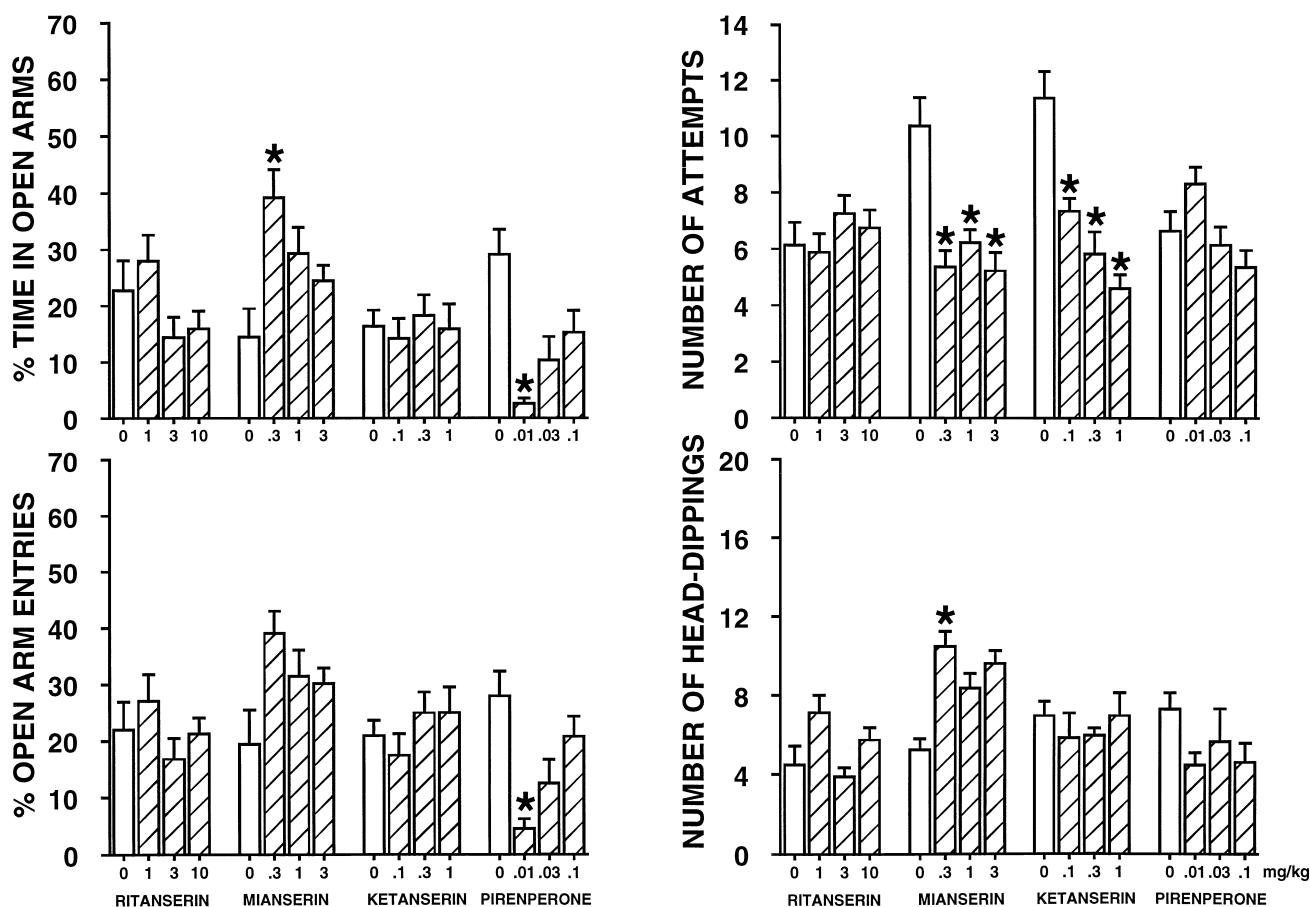 % TIME IN OPEN ARMS
70
60
50
40
30
20
10
0
*
*
0 1 3 10 0 .3 1 3 0 .1 .3 1 0 .01 .03 .1
NUMBER OF ATTEMPTS
14
12
10
8
6
4
2
0
* * *
* * *
0 1 3 10 0 .3 1 3 0 .1 .3 1 0 .01 .03 .1
% OPEN ARM ENTRIES
70
60
50
40
30
20
10
0
*
0 1 3 10 0 .3 1 3 0 .1 .3 1 0 .01 .03 .1
RITANSERIN MIANSERIN KETANSERIN PIRENPERONE
NUMBER OF HEAD-DIPPINGS
20
16
12
8
4
0
*
0 1 3 10 0 .3 1 3 0 .1 .3 1 0 .01 .03 .1 mg/kg
RITANSERIN MIANSERIN KETANSERIN PIRENPERONE